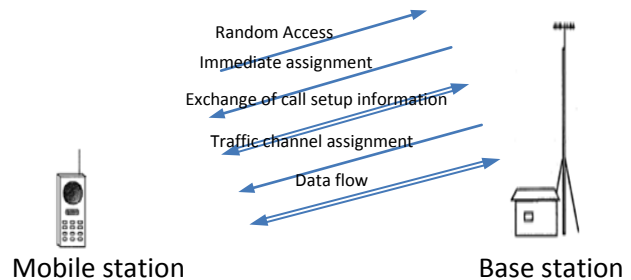 Random Access
Immediate assignment
Exchange of call setup information
Traffic channel assignment
Data flow
Mobile station
Base station